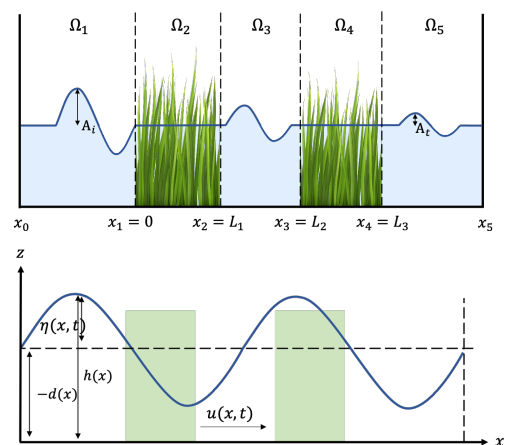 Ω₁ Ω₂ Ω₃ Ω₄ Ω₅
Aᵢ Aₜ
x₀ x₁ = 0 x₂ = L₁ x₃ = L₂ x₄ = L₃ x₅
z
η(x, t)
h(x)
−d(x)
u(x, t)
x